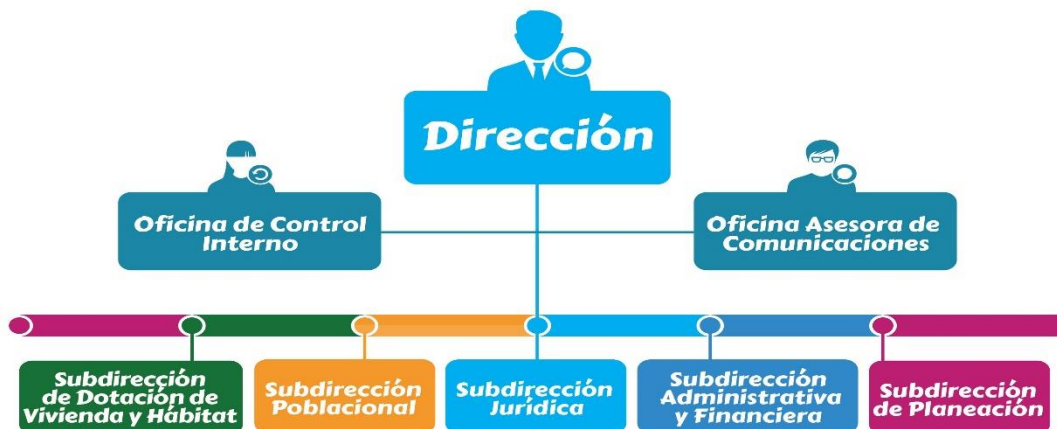 Dirección
Oficina de Control
Interno
Oficina Asesora de
Comunicaciones
Subdirección
de Dotación de
Vivienda y Hábitat
Subdirección
Poblacional
Subdirección
Jurídica
Subdirección
Administrativa
y Financiera
Subdirección
de Planeación